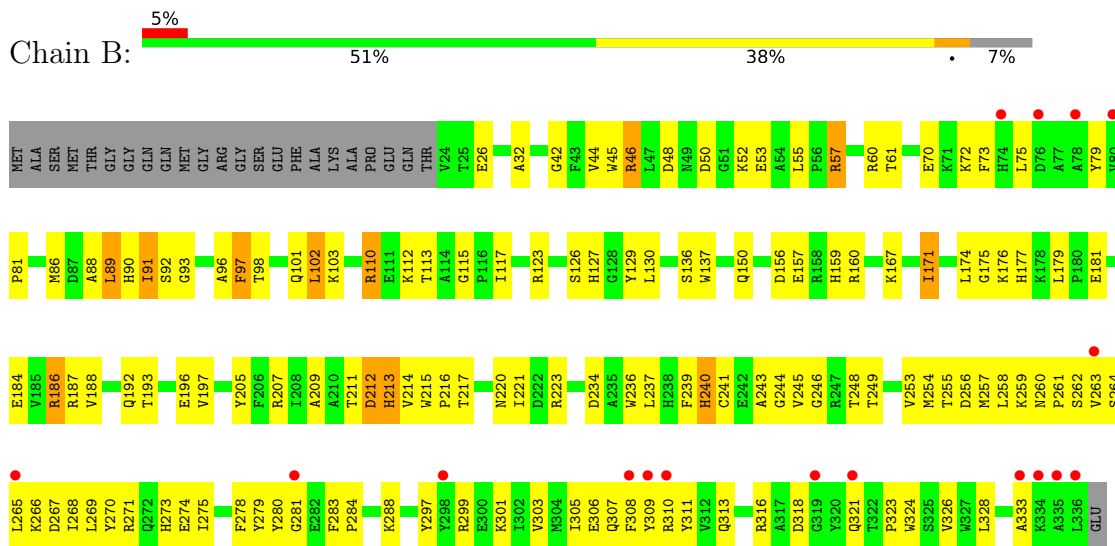 5%
Chain B:
51% 38% • 7%
MET ALA SER MET THR GLY GLY GLN GLN MET GLY ARG GLY SER GLU PHE ALA LYS ALA PRO GLU GLN THR V24 T25 E26 A32 G42 F43 V44 W45 R46 L47 D48 N49 D50 G51 K52 E53 A54 L55 P56 R57 R60 T61 E70 K71 K72 F73 H74 L75 D76 A77 A78 Y79 V80
P81 M86 D87 A88 L89 H90 I91 S92 G93 A96 F97 T98 Q101 L102 K103 R110 E111 K112 T113 A114 G115 P116 I117 R123 S126 H127 G128 Y129 L130 S136 W137 Q150 D156 E157 R158 H159 R160 K167 I171 L174 G175 K176 H177 K178 L179 P180 E181
E184 V185 R186 R187 V188 Q192 T193 E196 V197 Y205 F206 R207 I208 A209 A210 T211 D212 H213 V214 W215 P216 T217 N220 I221 D222 R223 D234 A235 W236 L237 H238 F239 H240 C241 E242 A243 G244 V245 G246 R247 T248 T249 V253 M254 T255 D256 M257 L258 K259 N260 P261 S262 V263 S264
L265 K266 D267 I268 L269 Y270 R271 Q272 H273 E274 I275 F278 Y279 Y280 G281 E282 F283 P284 K288 Y297 Y298 R299 E300 K301 I302 V303 M304 I305 E306 Q307 F308 Y309 R310 Y311 V312 Q313 R316 A317 D318 G319 Y320 Q321 T322 P323 W324 S325 V326 W327 L328 A333 K334 A335 L336 GLU